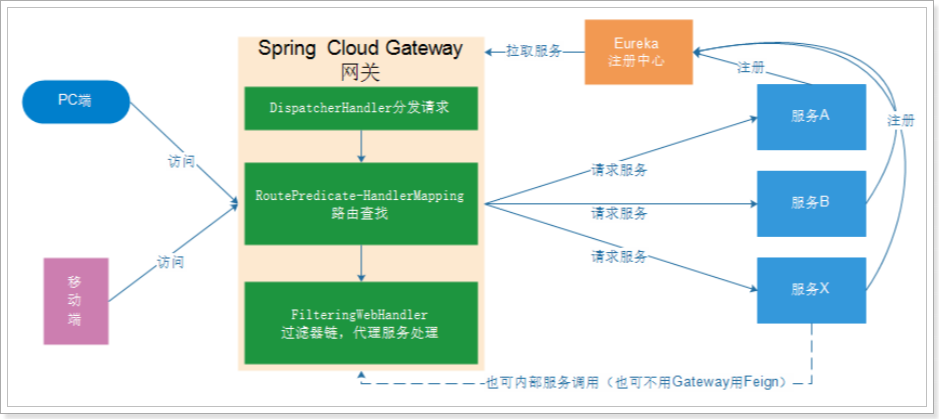 Spring Cloud Gateway
网关
Eureka
注册中心
拉取服务
注册
PC端
DispatcherHandler分发请求
服务A
注册
访问
请求服务
RoutePredicate-HandlerMapping
路由查找
服务B
请求服务
访问
请求服务
移
动
端
服务X
FilteringWebHandler
过滤器链，代理服务处理
也可内部服务调用（也可不用Gateway用Feign）